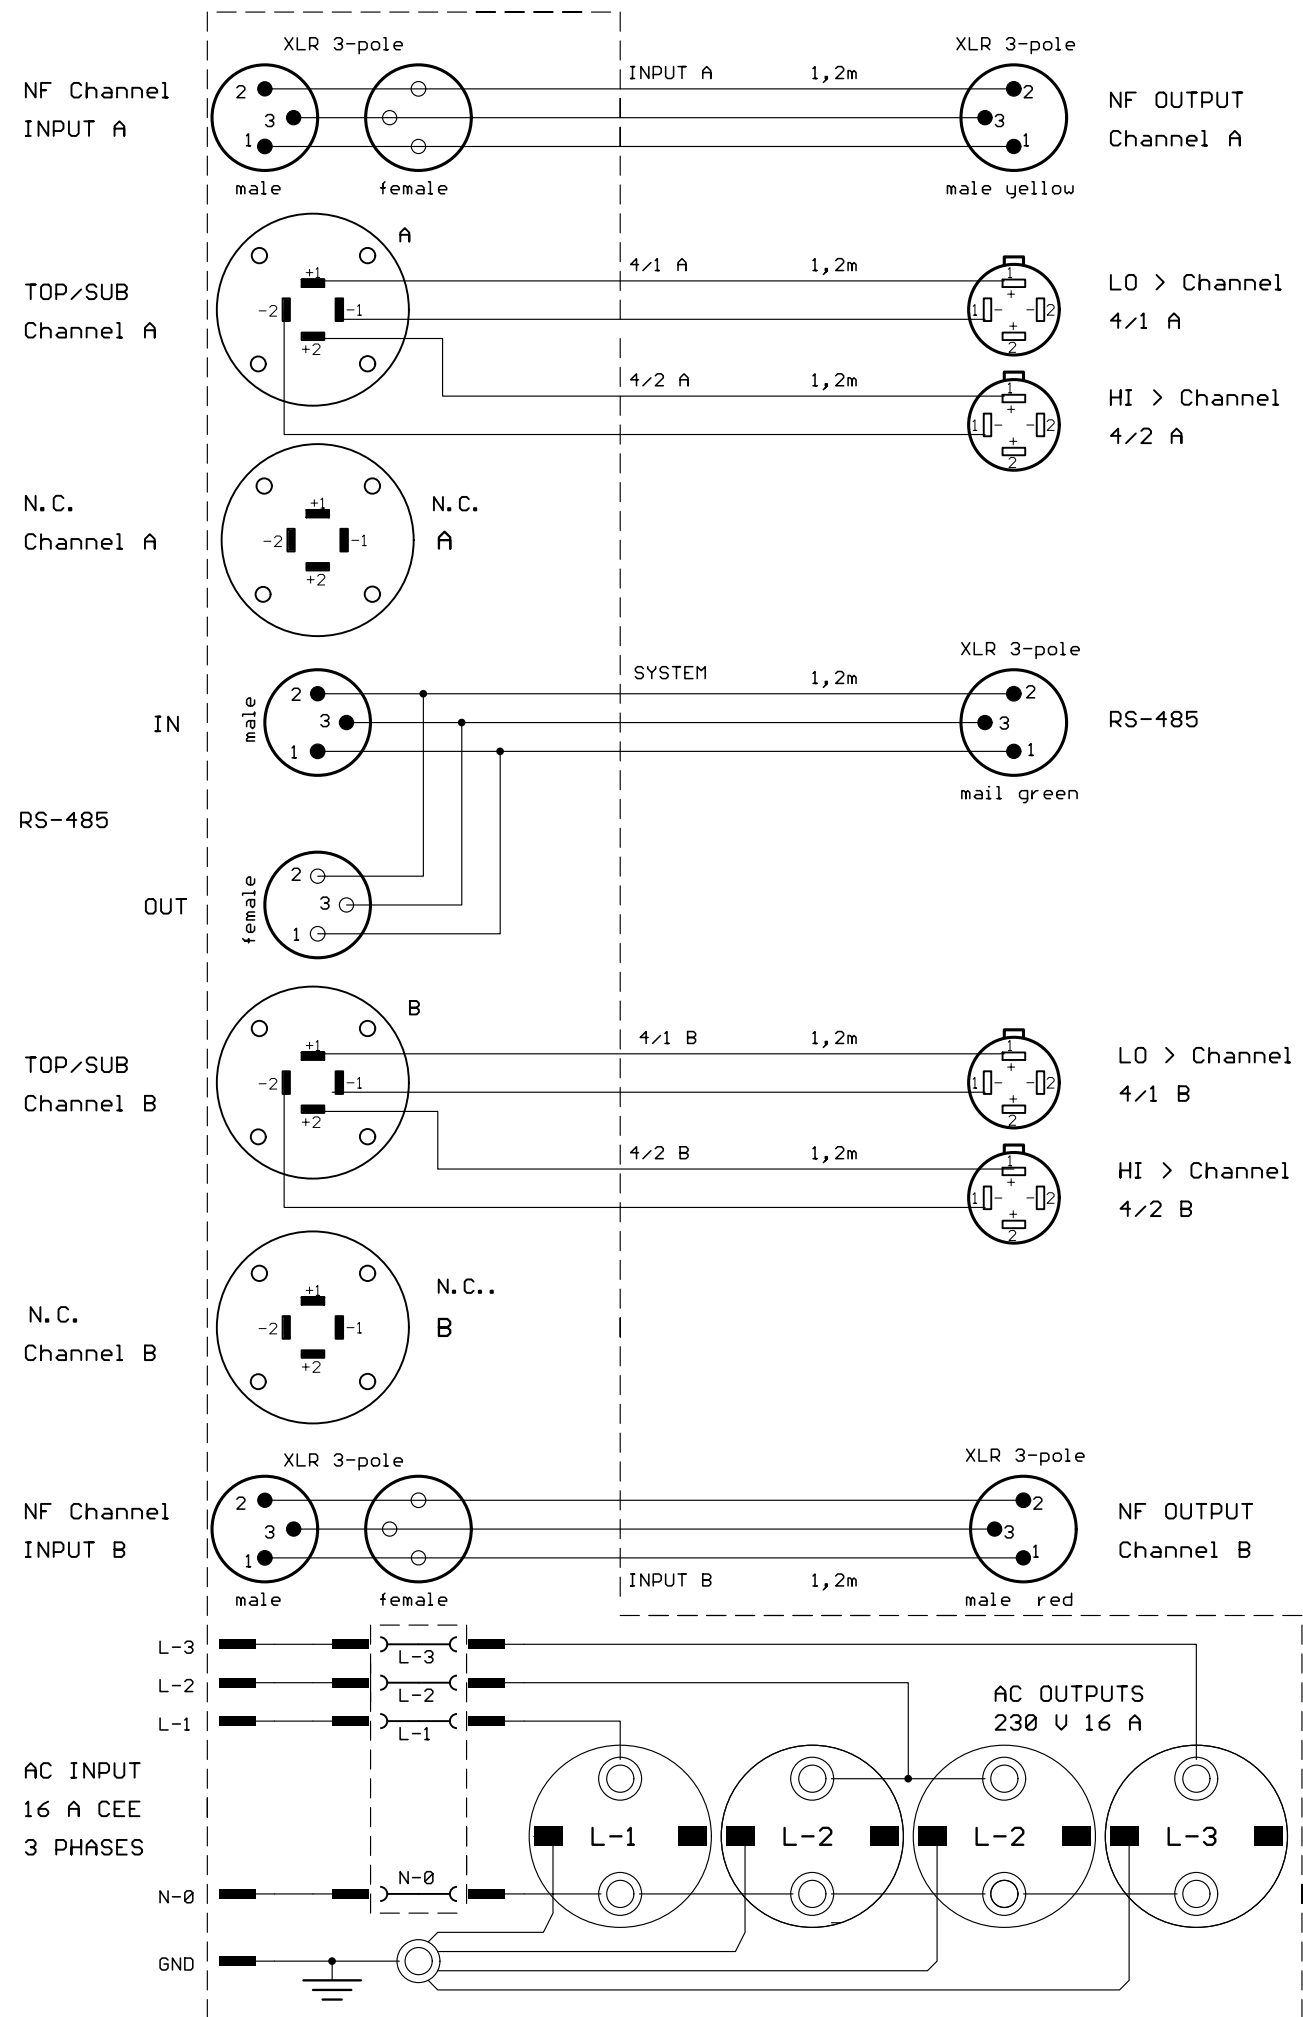 XLR 3-pole
XLR 3-pole
NF Channel
INPUT A
2
3
1
INPUT A 1,2m
2
3
1
NF OUTPUT
Channel A
male
female
male yellow
A
TOP/SUB
Channel A
+1
-2
-1
+2
4/1 A 1,2m
1
+
1 - - 2
+
2
LO > Channel
4/1 A
4/2 A 1,2m
1
+
1 - - 2
+
2
HI > Channel
4/2 A
N.C.
Channel A
+1
-2
-1
+2
N.C.
A
XLR 3-pole
SYSTEM 1,2m
IN
male
2
3
1
2
3
1
RS-485
mail green
RS-485
OUT
female
2
3
1
B
TOP/SUB
Channel B
+1
-2
-1
+2
4/1 B 1,2m
1
+
1 - - 2
+
2
LO > Channel
4/1 B
4/2 B 1,2m
1
+
1 - - 2
+
2
HI > Channel
4/2 B
N.C.
Channel B
+1
-2
-1
+2
N.C..
B
XLR 3-pole
XLR 3-pole
NF Channel
INPUT B
2
3
1
2
3
1
NF OUTPUT
Channel B
INPUT B 1,2m
male
female
male red
L-3
L-3
L-2
L-2
L-1
L-1
AC OUTPUTS
230 V 16 A
AC INPUT
16 A CEE
3 PHASES
L-1
L-2
L-2
L-3
N-0
N-0
GND